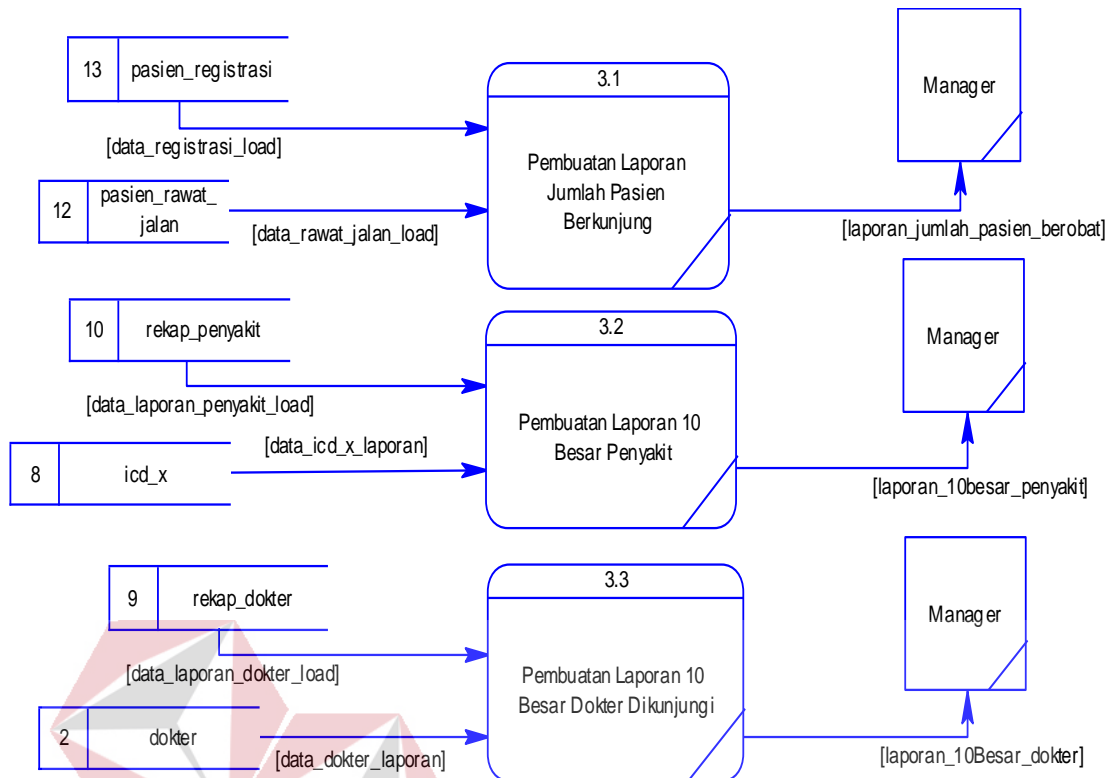 13 pasien_registrasi
[data_registrasi_load]
12 pasien_rawat_
jalan
[data_rawat_jalan_load]
3.1
Pembuatan Laporan
Jumlah Pasien
Berkunjung
Manager
[laporan_jumlah_pasien_berobat]
10 rekap_penyakit
[data_laporan_penyakit_load]
8 icd_x
[data_icd_x_laporan]
3.2
Pembuatan Laporan 10
Besar Penyakit
Manager
[laporan_10besar_penyakit]
9 rekap_dokter
[data_laporan_dokter_load]
2 dokter
[data_dokter_laporan]
3.3
Pembuatan Laporan 10
Besar Dokter Dikunjungi
Manager
[laporan_10Besar_dokter]